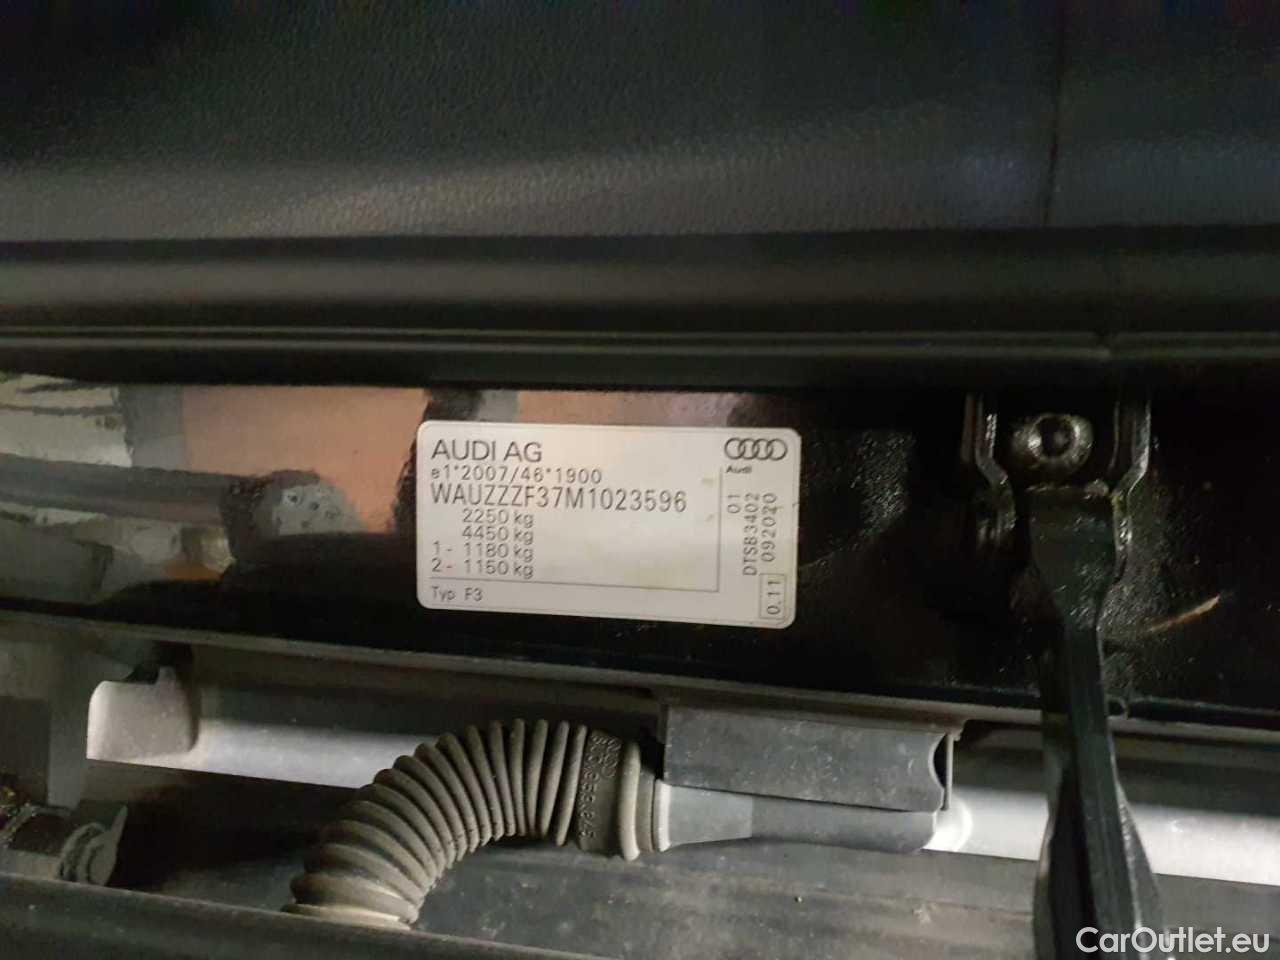 AUDI AG
e1*2007/46*1900
WAUZZZF37M1023596
2250 kg
4450 kg
1 - 1180 kg
2 - 1150 kg
Typ F3
Audi
01
DTSB3402
092020
0.11
CarOutlet.eu